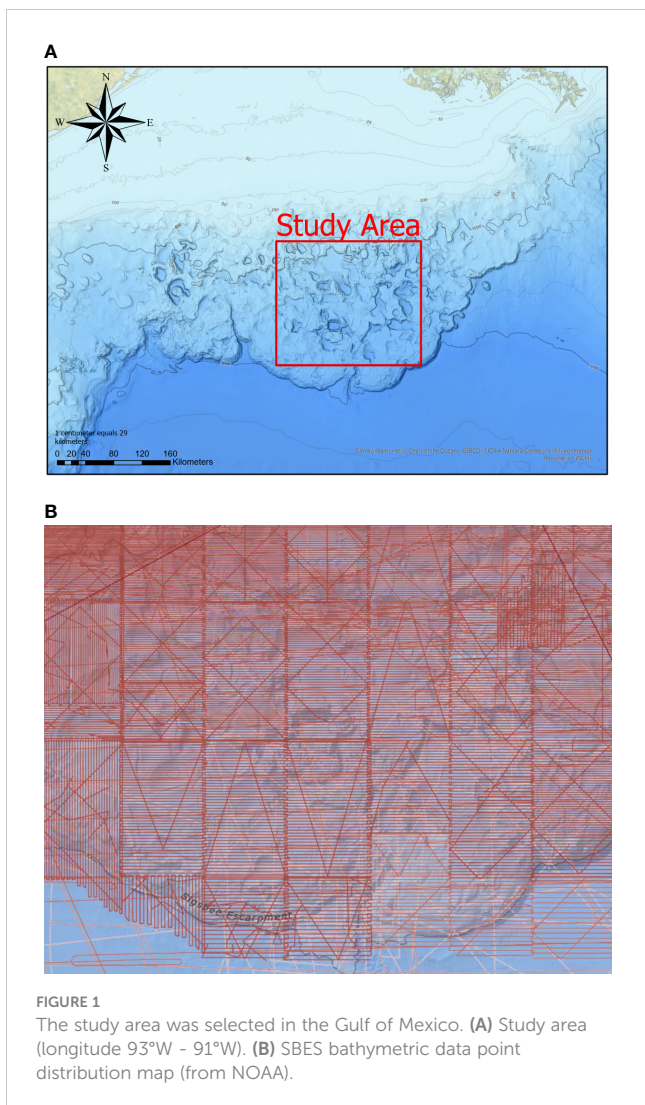 A
N
W
E
S
Study Area
1 centimeter equals 29
kilometers
0 20 40 80 120 160
Kilometers
B
Sigsbee Escarpment
FIGURE 1
The study area was selected in the Gulf of Mexico. (A) Study area
(longitude 93°W - 91°W). (B) SBES bathymetric data point
distribution map (from NOAA).